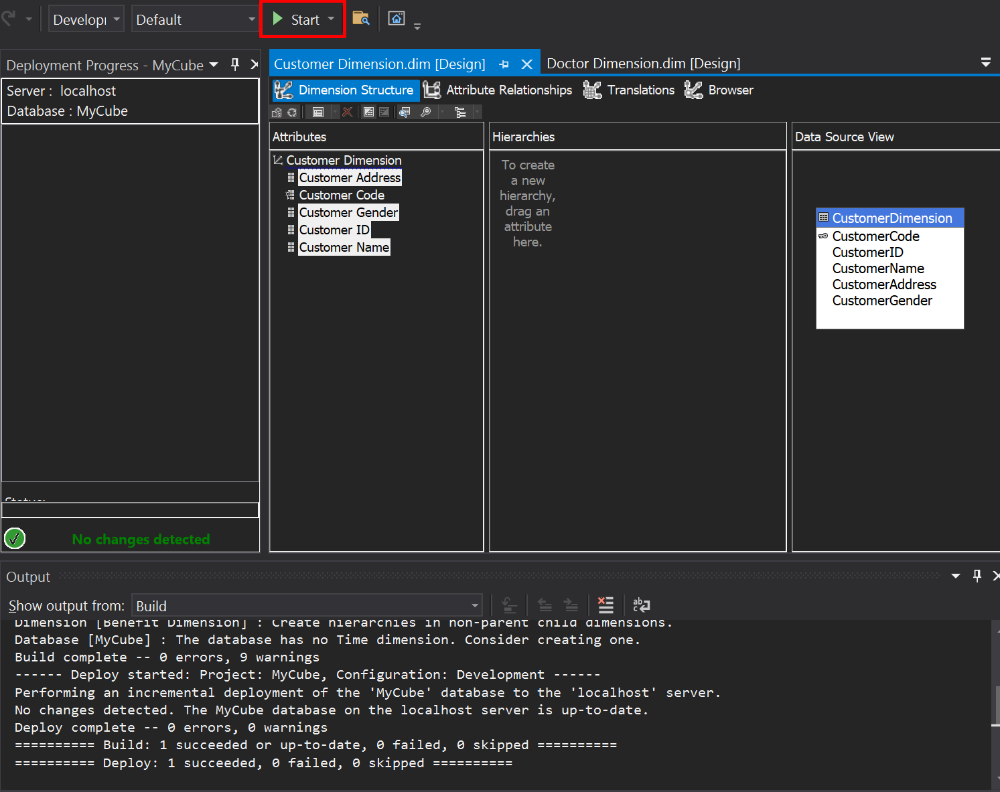 Develop
Default
Start
Deployment Progress - MyCube
Server : localhost
Database : MyCube
Status:
No changes detected
Customer Dimension.dim [Design]
Doctor Dimension.dim [Design]
Dimension Structure
Attribute Relationships
Translations
Browser
Attributes
Customer Dimension
Customer Address
Customer Code
Customer Gender
Customer ID
Customer Name
Hierarchies
To create
a new
hierarchy,
drag an
attribute
here.
Data Source View
CustomerDimension
CustomerCode
CustomerID
CustomerName
CustomerAddress
CustomerGender
Output
Show output from: Build
Dimension [Benefit Dimension] : Create hierarchies in non-parent child dimensions.
Database [MyCube] : The database has no Time dimension. Consider creating one.
Build complete -- 0 errors, 9 warnings
------ Deploy started: Project: MyCube, Configuration: Development ------
Performing an incremental deployment of the 'MyCube' database to the 'localhost' server.
No changes detected. The MyCube database on the localhost server is up-to-date.
Deploy complete -- 0 errors, 0 warnings
========== Build: 1 succeeded or up-to-date, 0 failed, 0 skipped ==========
========== Deploy: 1 succeeded, 0 failed, 0 skipped ==========